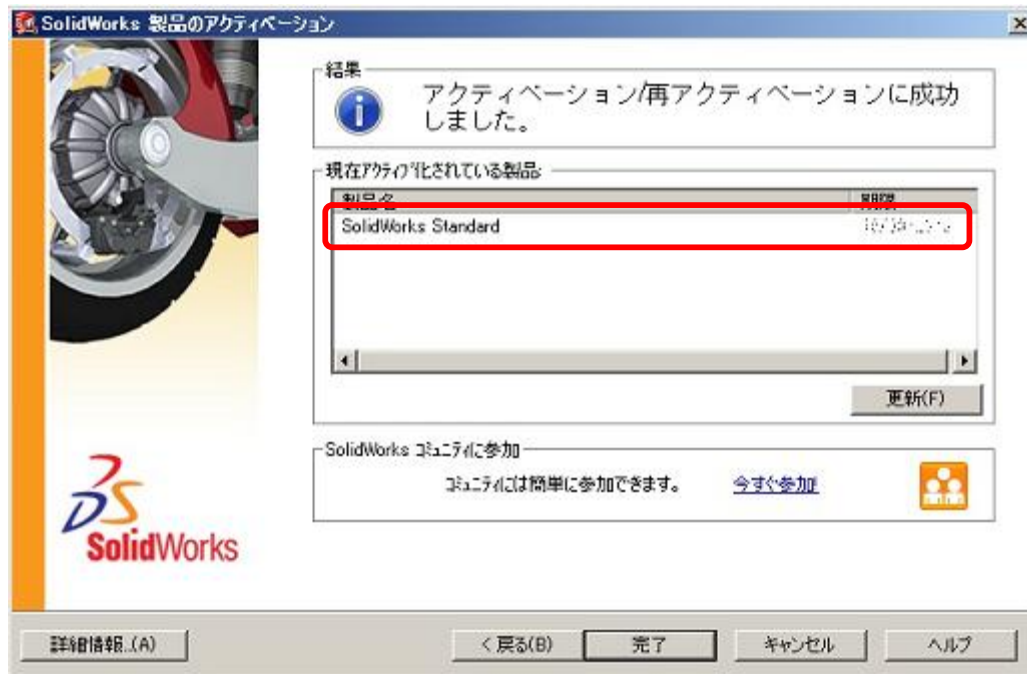 SolidWorks 製品のアクティベーション
結果
アクティベーション/再アクティベーションに成功
しました。
現在アクティブ化されている製品:
製品名 期限
SolidWorks Standard
更新(F)
SolidWorks コミュニティに参加
コミュニティには簡単に参加できます。 今すぐ参加!
SolidWorks
詳細情報..(A) < 戻る(B) 完了 キャンセル ヘルプ